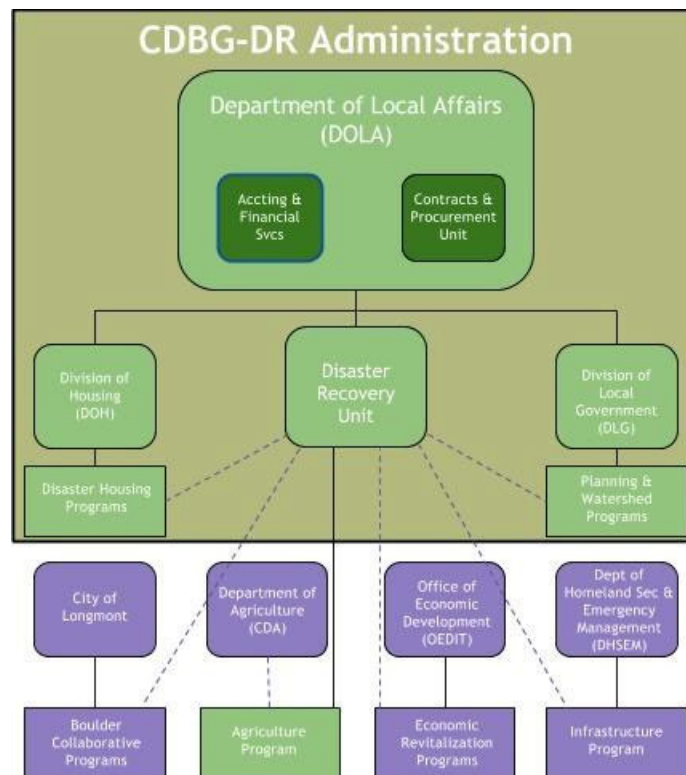 CDBG-DR Administration
Department of Local Affairs
(DOLA)
Accting &
Financial
Svcs
Contracts &
Procurement
Unit
Division of
Housing
(DOH)
Disaster
Recovery
Unit
Division of
Local
Government
(DLG)
Disaster Housing
Programs
Planning &
Watershed
Programs
City of
Longmont
Department of
Agriculture
(CDA)
Office of
Economic
Development
(OEDIT)
Dept of
Homeland Sec &
Emergency
Management
(DHSEM)
Boulder
Collaborative
Programs
Agriculture
Program
Economic
Revitalization
Programs
Infrastructure
Program